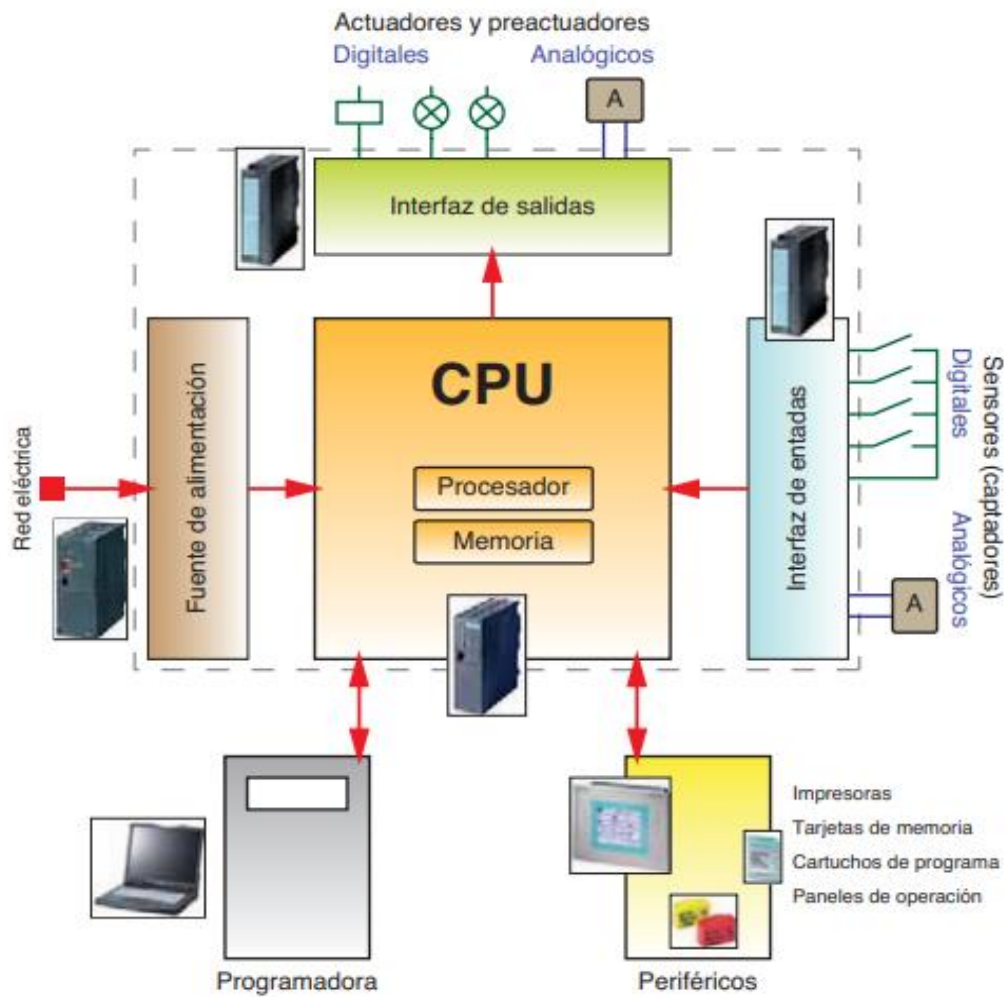 Actuadores y preactuadores
Digitales
Analógicos
A
Interfaz de salidas
Red eléctrica
Fuente de alimentación
CPU
Procesador
Memoria
Interfaz de entadas
Digitales
Analógicos
Sensores (captadores)
A
Impresoras
Tarjetas de memoria
Cartuchos de programa
Paneles de operación
Programadora
Periféricos